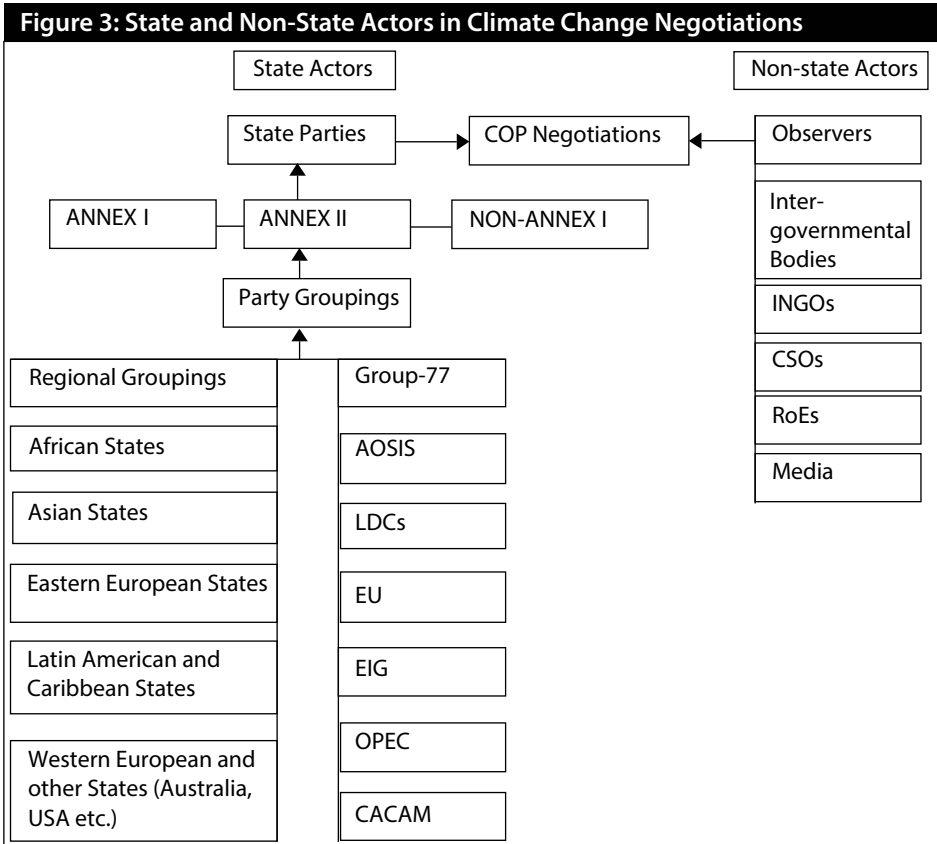 Figure 3: State and Non-State Actors in Climate Change Negotiations
State Actors
Non-state Actors
State Parties
COP Negotiations
Observers
ANNEX I
ANNEX II
NON-ANNEX I
Inter-
governmental
Bodies
Party Groupings
INGOs
CSOs
RoEs
Media
Regional Groupings
African States
Asian States
Eastern European States
Latin American and
Caribbean States
Western European and
other States (Australia,
USA etc.)
Group-77
AOSIS
LDCs
EU
EIG
OPEC
CACAM